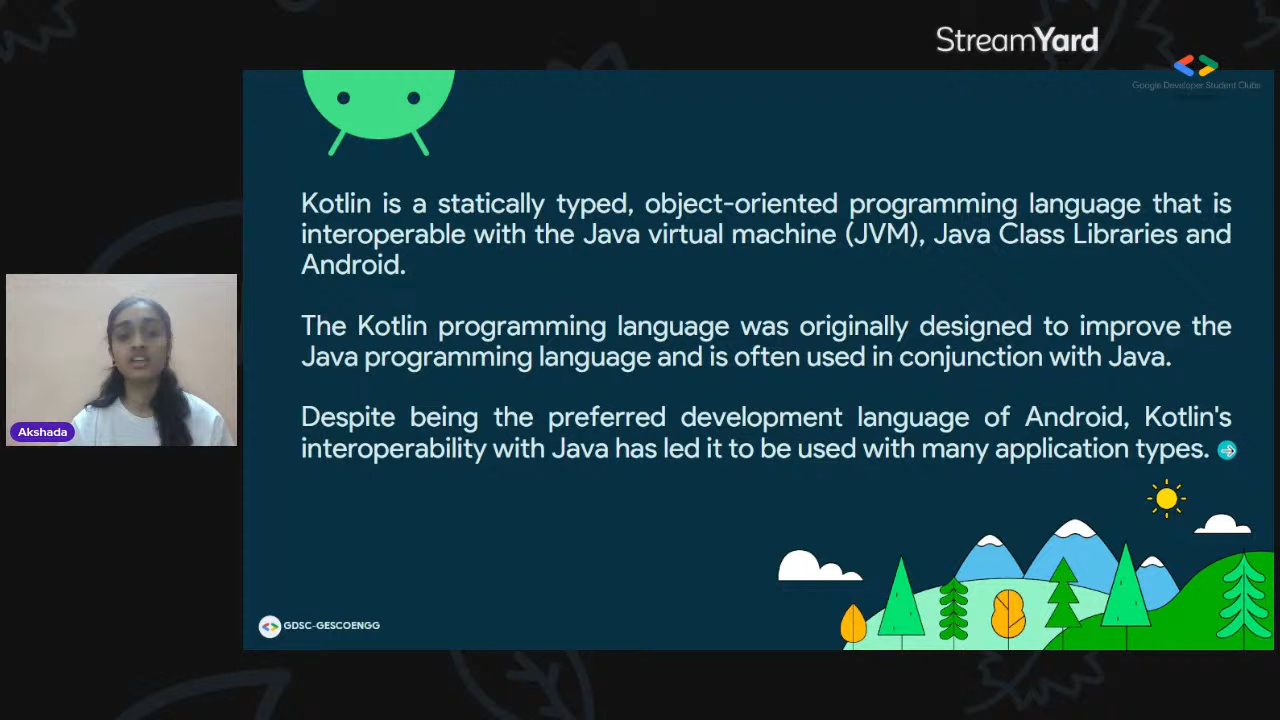 StreamYard
Google Developer Student Clubs
Kotlin is a statically typed, object-oriented programming language that is
interoperable with the Java virtual machine (JVM), Java Class Libraries and
Android.
The Kotlin programming language was originally designed to improve the
Java programming language and is often used in conjunction with Java.
Despite being the preferred development language of Android, Kotlin's
interoperability with Java has led it to be used with many application types.
Akshada
GDSC-GESCOENGG